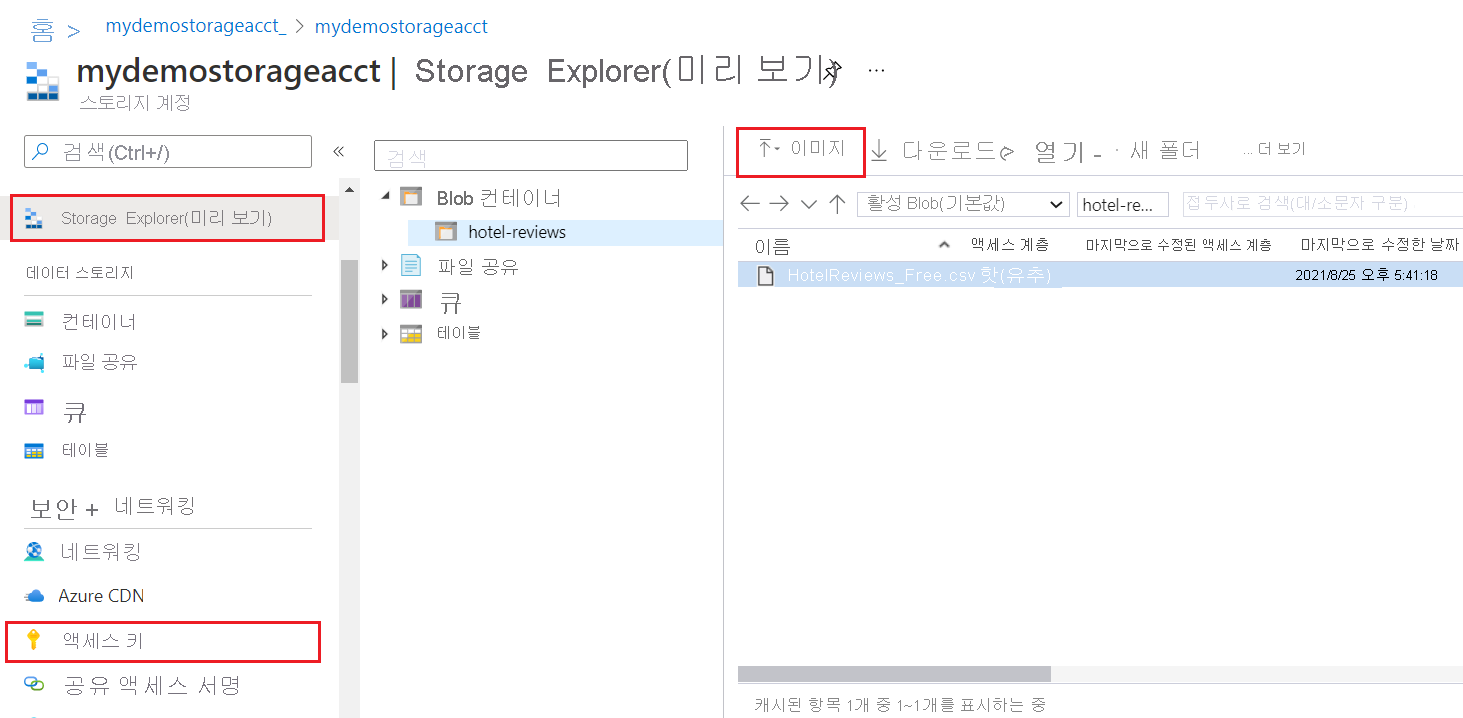 홈 > mydemostorageacct_ > mydemostorageacct
mydemostorageacct | Storage Explorer(미리 보기) ...
스토리지 계정
검색(Ctrl+/)
«
Storage Explorer(미리 보기)
데이터 스토리지
컨테이너
파일 공유
큐
테이블
보안 + 네트워킹
네트워킹
Azure CDN
액세스 키
공유 액세스 서명
검색
Blob 컨테이너
hotel-reviews
파일 공유
큐
테이블
이미지 다운로드 열기 - 새 폴더 ... 더 보기
활성 Blob(기본값) hotel-re... 접두사로 검색(대/소문자 구분)
이름 액세스 계층 마지막으로 수정된 액세스 계층 마지막으로 수정한 날짜
HotelReviews_Free.csv 핫(유추) 2021/8/25 오후 5:41:18
캐시된 항목 1개 중 1~1개를 표시하는 중